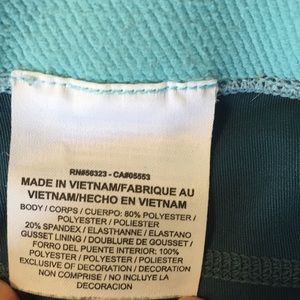 RN#56323 - CA#05553
MADE IN VIETNAM/FABRIQUE AU
VIETNAM/HECHO EN VIETNAM
BODY / CORPS / CUERPO: 80% POLYESTER /
POLYESTER / POLIESTER
20% SPANDEX / ELASTHANNE / ELASTANO
GUSSET LINING / DOUBLURE DE GOUSSET /
FORRO DEL PUENTE INTERIOR: 100%
POLYESTER / POLYESTER / POLIESTER
EXCLUSIVE OF DECORATION / DECORATION
NON COMPRISE / NO INCLUYE LA
DECORACION